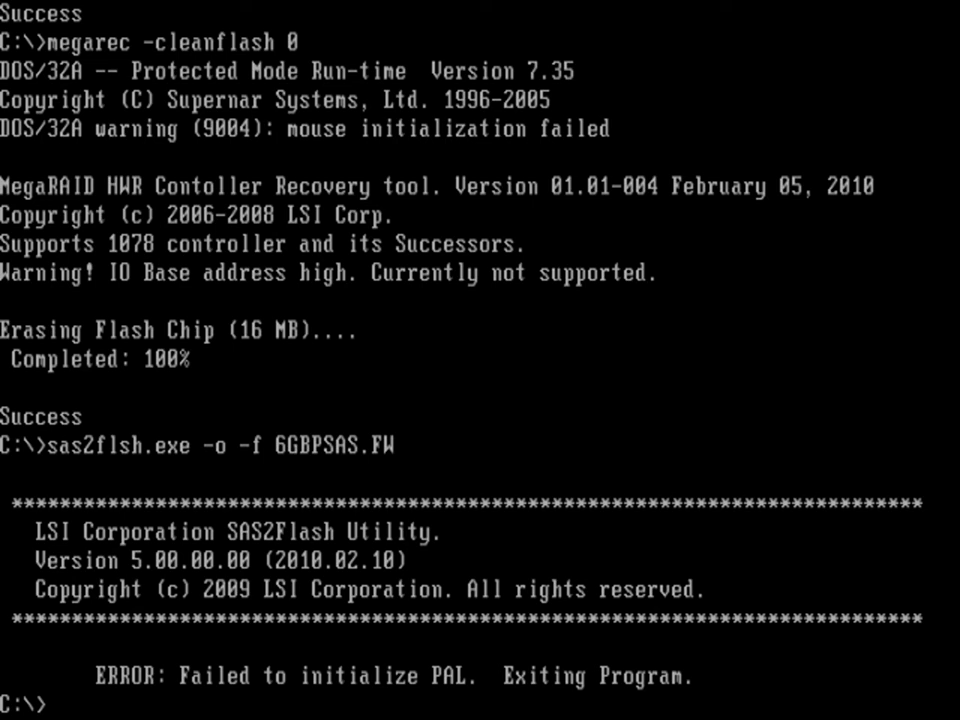 Success
C:\>megarec -cleanflash 0
DOS/32A -- Protected Mode Run-time  Version 7.35
Copyright (C) Supernar Systems, Ltd. 1996-2005
DOS/32A warning (9004): mouse initialization failed
MegaRAID HWR Contoller Recovery tool. Version 01.01-004 February 05, 2010
Copyright (c) 2006-2008 LSI Corp.
Supports 1078 controller and its Successors.
Warning! IO Base address high. Currently not supported.
Erasing Flash Chip (16 MB)....
Completed: 100%
Success
C:\>sas2flsh.exe -o -f 6GBPSAS.FW
*****************************************************************************
LSI Corporation SAS2Flash Utility.
Version 5.00.00.00 (2010.02.10)
Copyright (c) 2009 LSI Corporation. All rights reserved.
*****************************************************************************
ERROR: Failed to initialize PAL.  Exiting Program.
C:\>